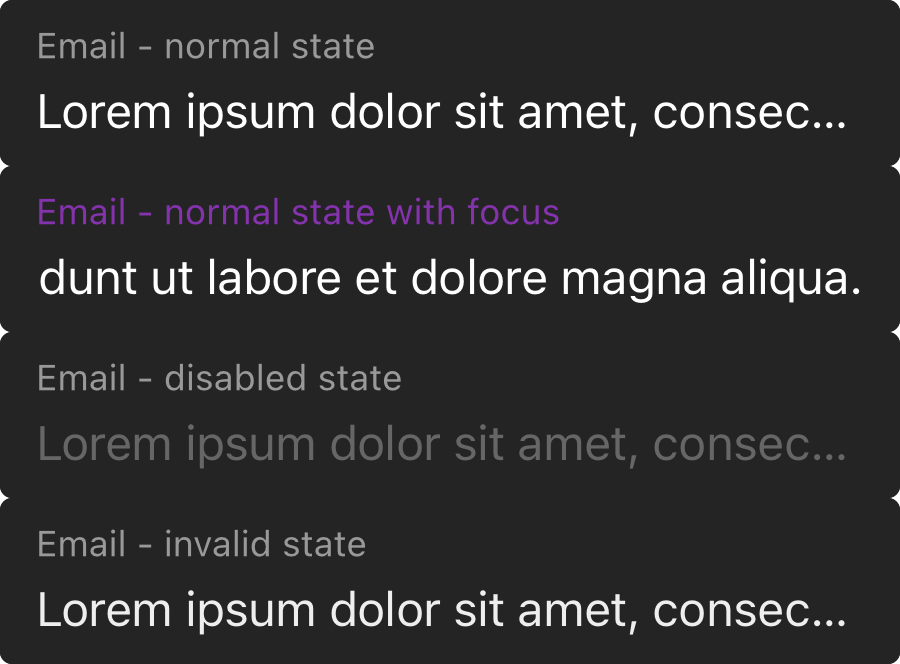 Email - normal state
Lorem ipsum dolor sit amet, consec...
Email - normal state with focus
dunt ut labore et dolore magna aliqua.
Email - disabled state
Lorem ipsum dolor sit amet, consec...
Email - invalid state
Lorem ipsum dolor sit amet, consec...